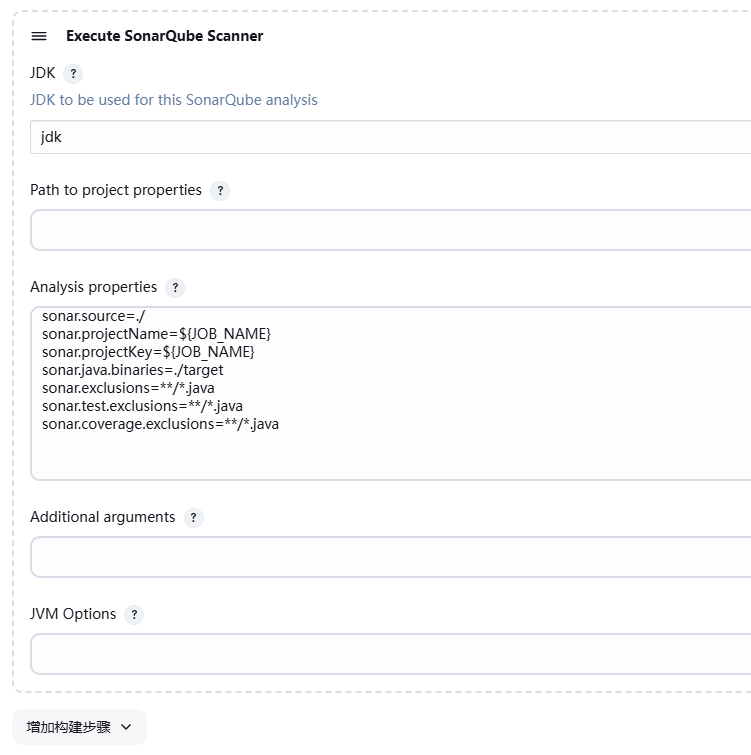 Execute SonarQube Scanner
JDK ?
JDK to be used for this SonarQube analysis
jdk
Path to project properties ?
Analysis properties ?
sonar.source=./
sonar.projectName=${JOB_NAME}
sonar.projectKey=${JOB_NAME}
sonar.java.binaries=./target
sonar.exclusions=**/*.java
sonar.test.exclusions=**/*.java
sonar.coverage.exclusions=**/*.java
Additional arguments ?
JVM Options ?
增加构建步骤